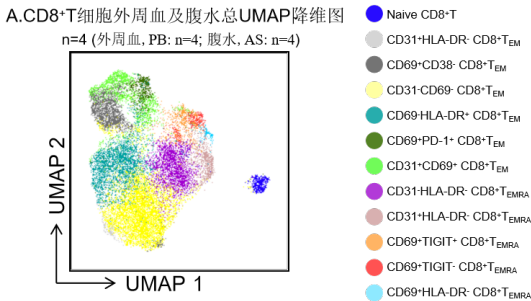 A.CD8⁺T细胞外周血及腹水总UMAP降维图
n=4 (外周血, PB: n=4; 腹水, AS: n=4)
UMAP 2
UMAP 1
Naive CD8⁺T
CD31⁺HLA-DR⁻ CD8⁺T_EM
CD69⁺CD38⁻ CD8⁺T_EM
CD31⁻CD69⁻ CD8⁺T_EM
CD69⁻HLA-DR⁺ CD8⁺T_EM
CD69⁺PD-1⁺ CD8⁺T_EM
CD31⁺CD69⁺ CD8⁺T_EM
CD31⁻HLA-DR⁻ CD8⁺T_EMRA
CD31⁺HLA-DR⁻ CD8⁺T_EMRA
CD69⁺TIGIT⁺ CD8⁺T_EMRA
CD69⁺TIGIT⁻ CD8⁺T_EMRA
CD69⁺HLA-DR⁻ CD8⁺T_EMRA